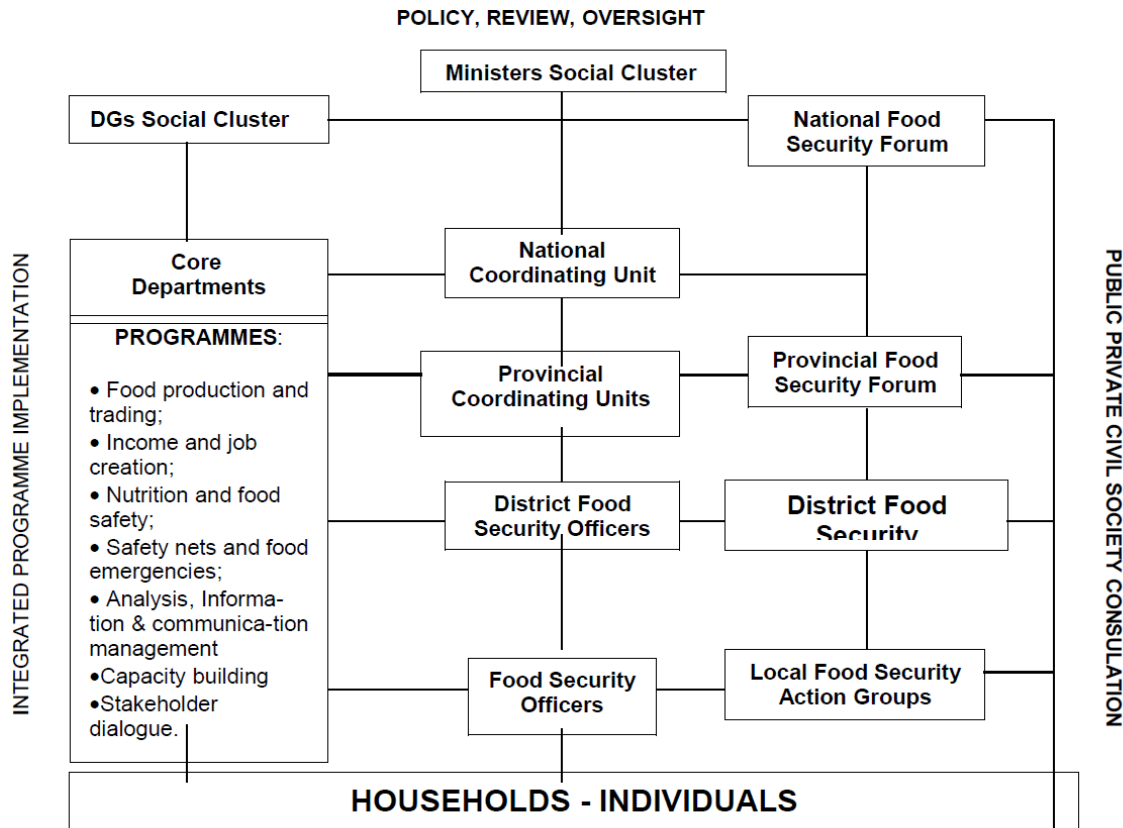 POLICY, REVIEW, OVERSIGHT
Ministers Social Cluster
DGs Social Cluster
National Food
Security Forum
INTEGRATED PROGRAMME IMPLEMENTATION
Core
Departments
National
Coordinating Unit
PROGRAMMES:
• Food production and
trading;
• Income and job
creation;
• Nutrition and food
safety;
• Safety nets and food
emergencies;
• Analysis, Informa-
tion & communica-tion
management
•Capacity building
•Stakeholder
dialogue.
Provincial
Coordinating Units
Provincial Food
Security Forum
District Food
Security Officers
District Food
Security
Food Security
Officers
Local Food Security
Action Groups
PUBLIC PRIVATE CIVIL SOCIETY CONSULATION
HOUSEHOLDS - INDIVIDUALS